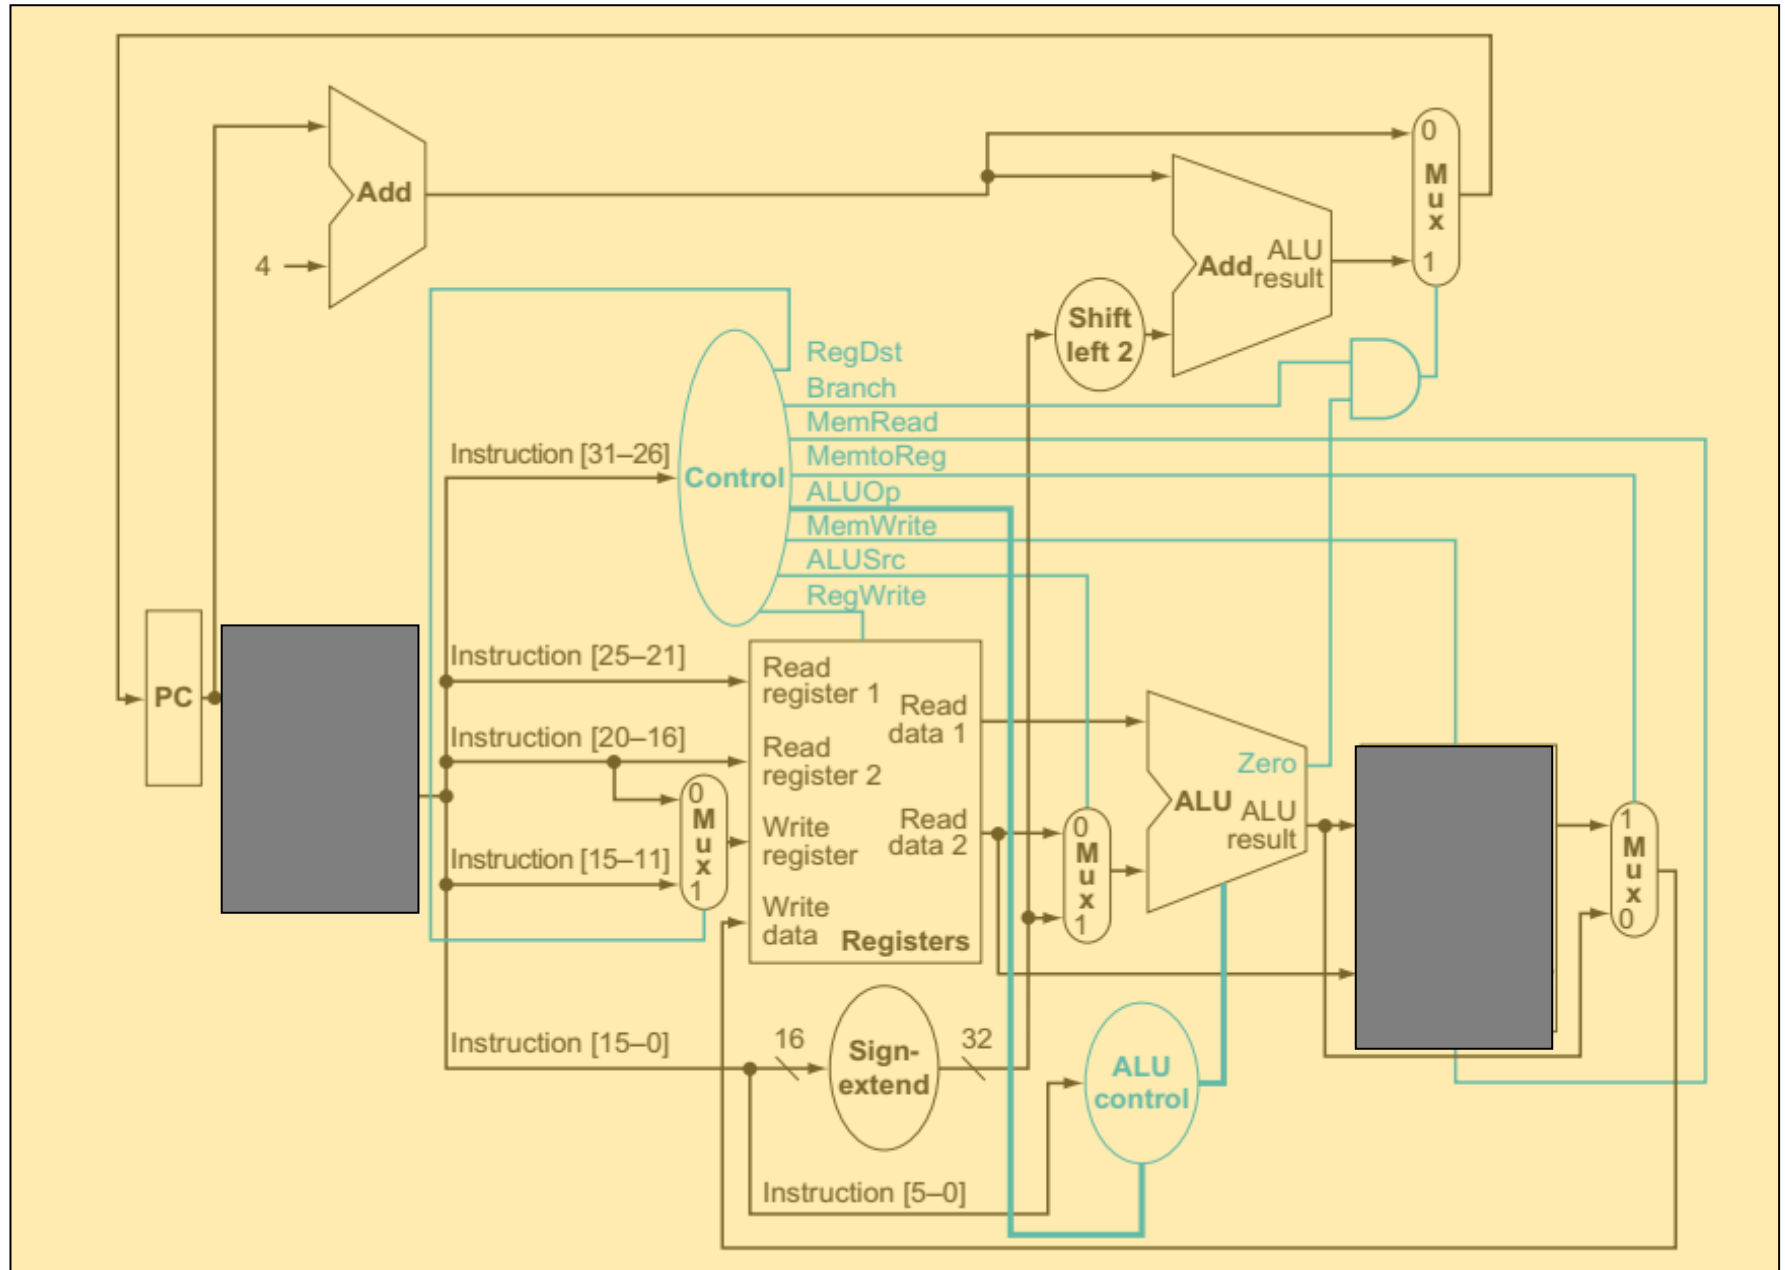 0
M
u
x
1
Add
4
Add
ALU
result
Shift
left 2
RegDst
Branch
MemRead
MemtoReg
ALUOp
MemWrite
ALUSrc
RegWrite
Instruction [31–26]
Control
PC
Instruction [25–21]
Instruction [20–16]
Instruction [15–11]
0
M
u
x
1
Read
register 1
Read
register 2
Write
register
Write
data
Read
data 1
Read
data 2
Registers
0
M
u
x
1
Zero
ALU
ALU
result
1
M
u
x
0
Instruction [15–0]
16
Sign-
extend
32
ALU
control
Instruction [5–0]